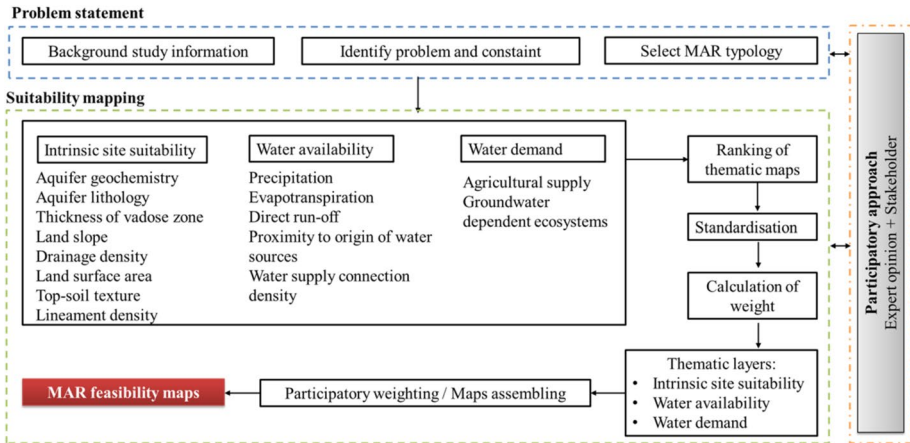 Problem statement
Background study information
Identify problem and constaint
Select MAR typology
Suitability mapping
Intrinsic site suitability
Aquifer geochemistry
Aquifer lithology
Thickness of vadose zone
Land slope
Drainage density
Land surface area
Top-soil texture
Lineament density
Water availability
Precipitation
Evapotranspiration
Direct run-off
Proximity to origin of water
sources
Water supply connection
density
Water demand
Agricultural supply
Groundwater
dependent ecosystems
Ranking of
thematic maps
Standardisation
Calculation of
weight
Thematic layers:
• Intrinsic site suitability
• Water availability
• Water demand
Participatory weighting / Maps assembling
MAR feasibility maps
Participatory approach
Expert opinion + Stakeholder